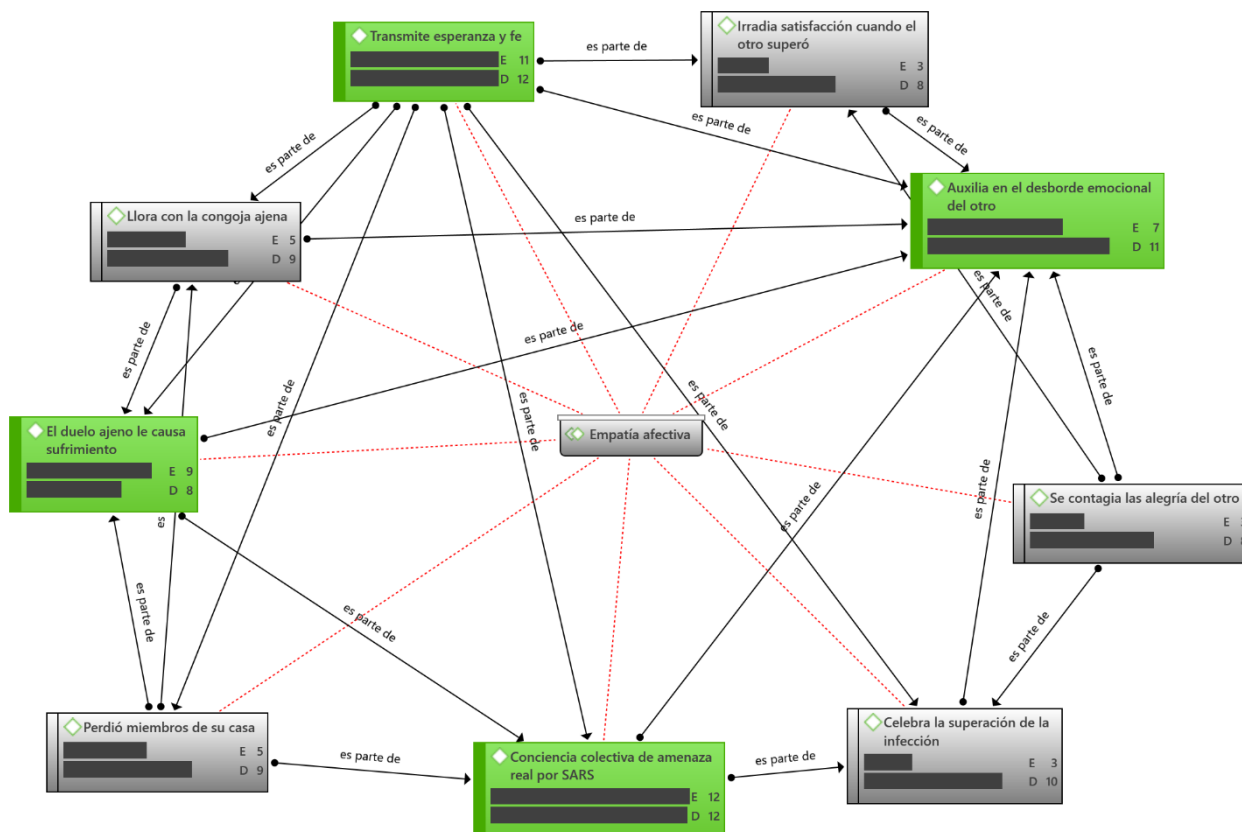 Transmite esperanza y fe
E 11
D 12
Irradia satisfacción cuando el
otro superó
E 3
D 8
es parte de
es parte de
es parte de
es parte de
Auxilia en el desborde emocional
del otro
E 7
D 11
Llora con la congoja ajena
E 5
D 9
es parte de
es parte de
es parte de
es parte de
es parte de
es parte de
El duelo ajeno le causa
sufrimiento
E 9
D 8
Empatía afectiva
es parte de
es parte de
es parte de
es parte de
Se contagia las alegría del otro
E
D
es
es parte de
es parte de
es parte de
Perdió miembros de su casa
E 5
D 9
es parte de
Conciencia colectiva de amenaza
real por SARS
E 12
D 12
es parte de
Celebra la superación de la
infección
E 3
D 10